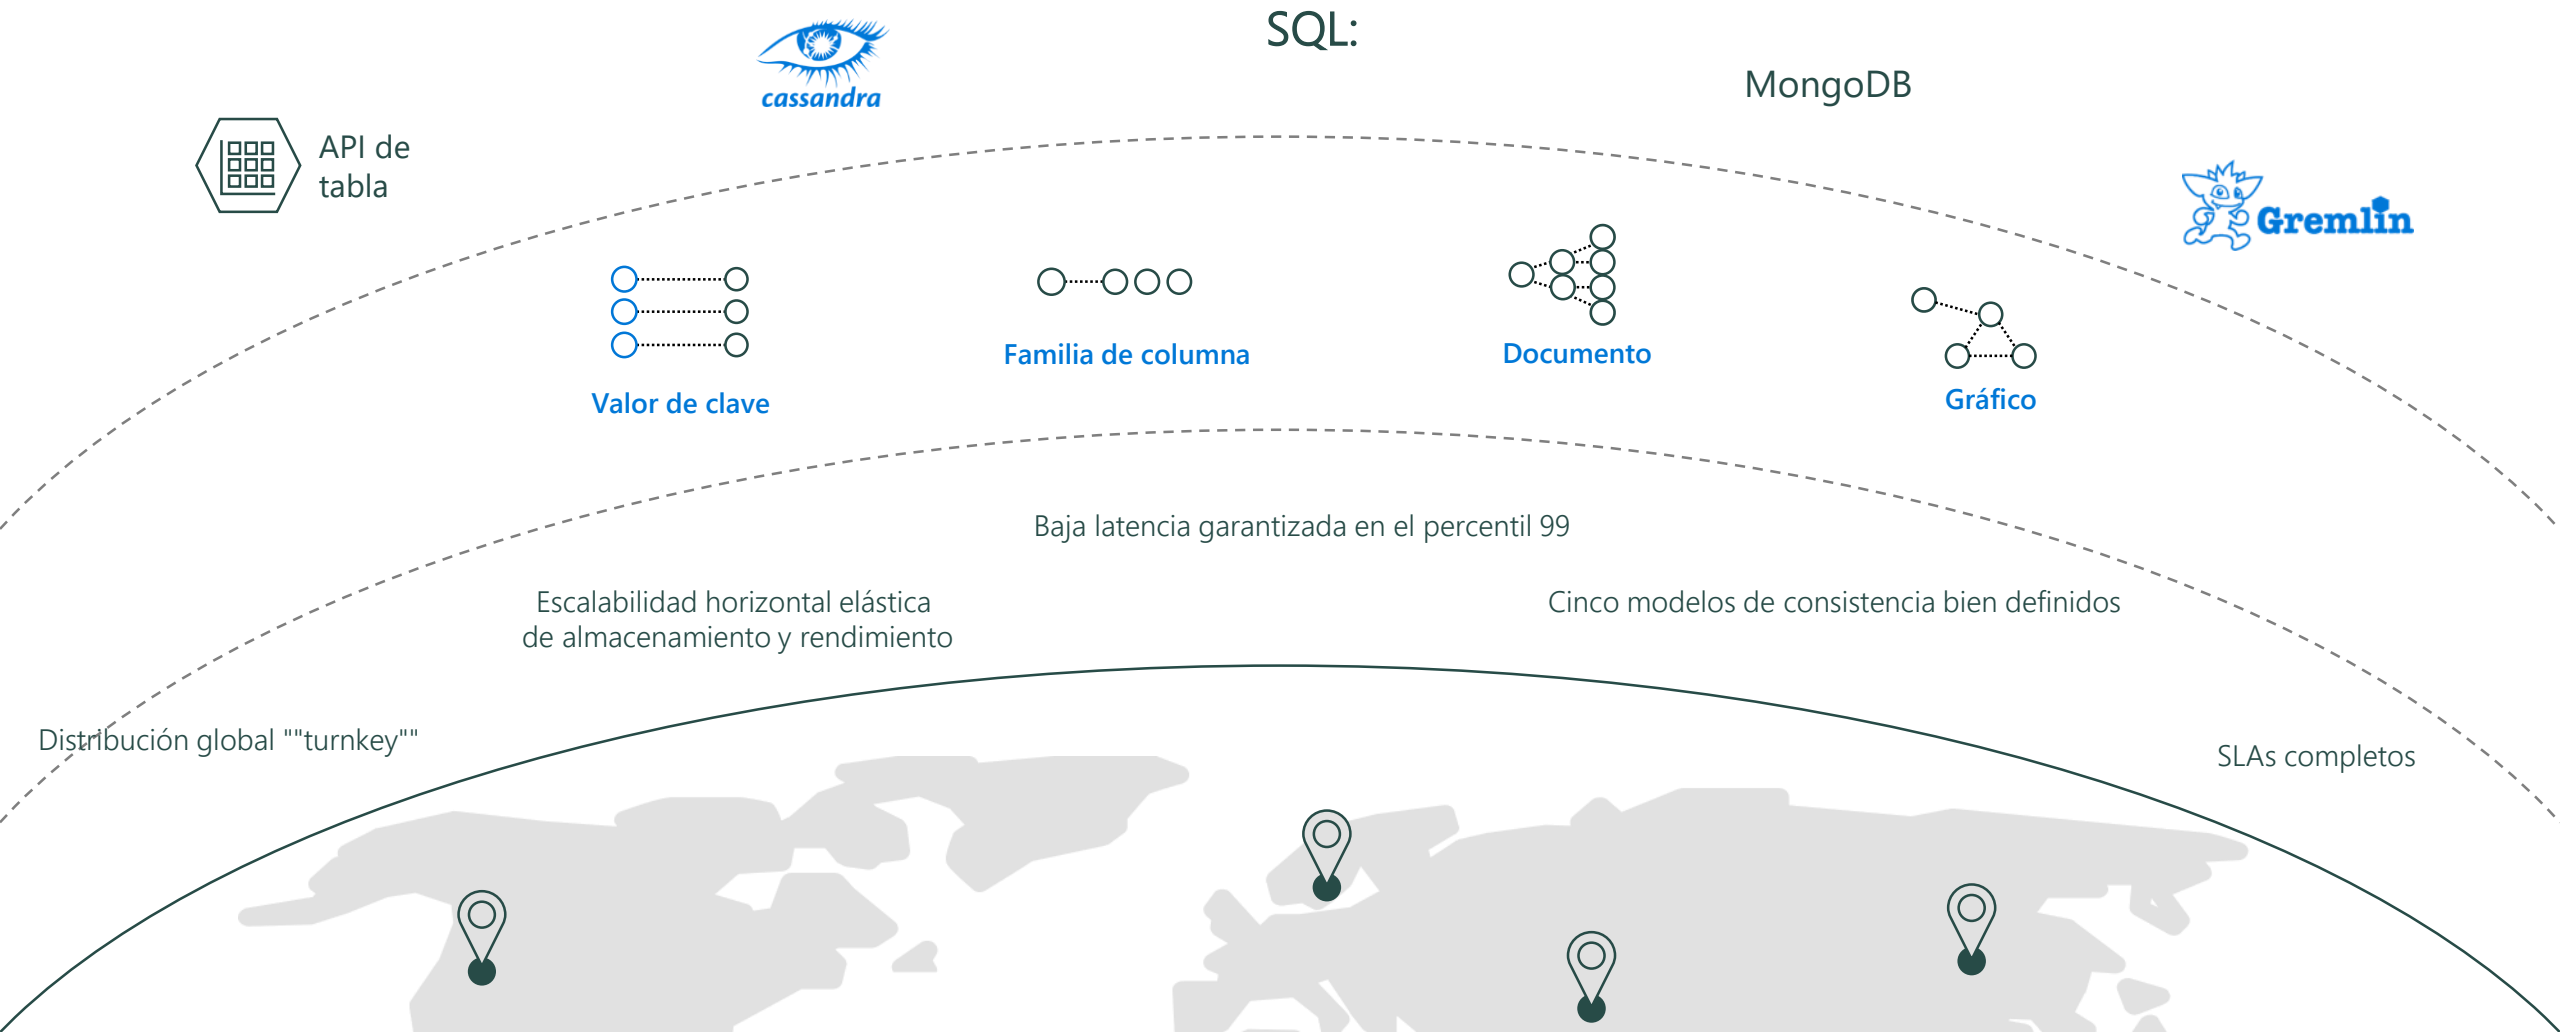 SQL:
cassandra
MongoDB
API de
tabla
Gremlin
Familia de columna
Documento
Valor de clave
Gráfico
Baja latencia garantizada en el percentil 99
Escalabilidad horizontal elástica
de almacenamiento y rendimiento
Cinco modelos de consistencia bien definidos
Distribución global ""turnkey""
SLAs completos